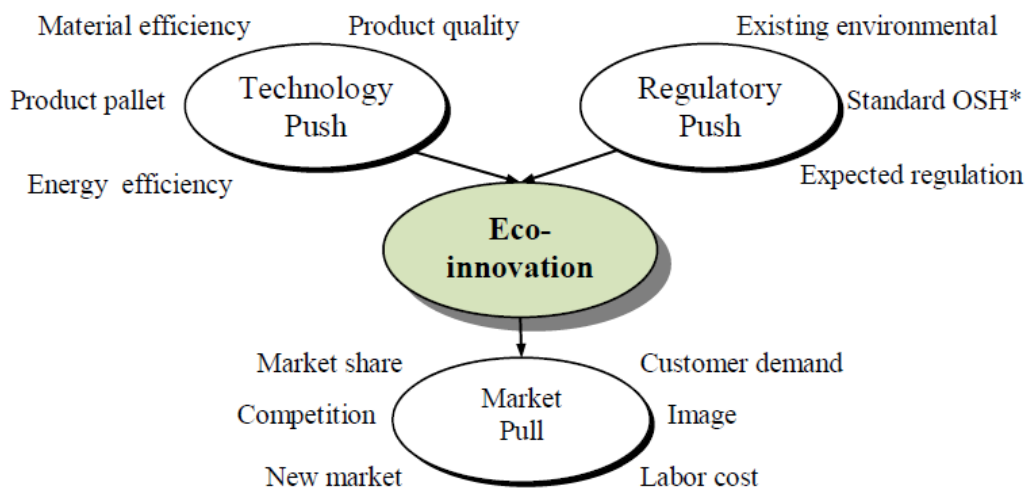 Material efficiency
Product quality
Existing environmental
Product pallet
Technology
Push
Regulatory
Push
Standard OSH*
Energy efficiency
Expected regulation
Eco-
innovation
Market share
Customer demand
Competition
Market
Pull
Image
New market
Labor cost